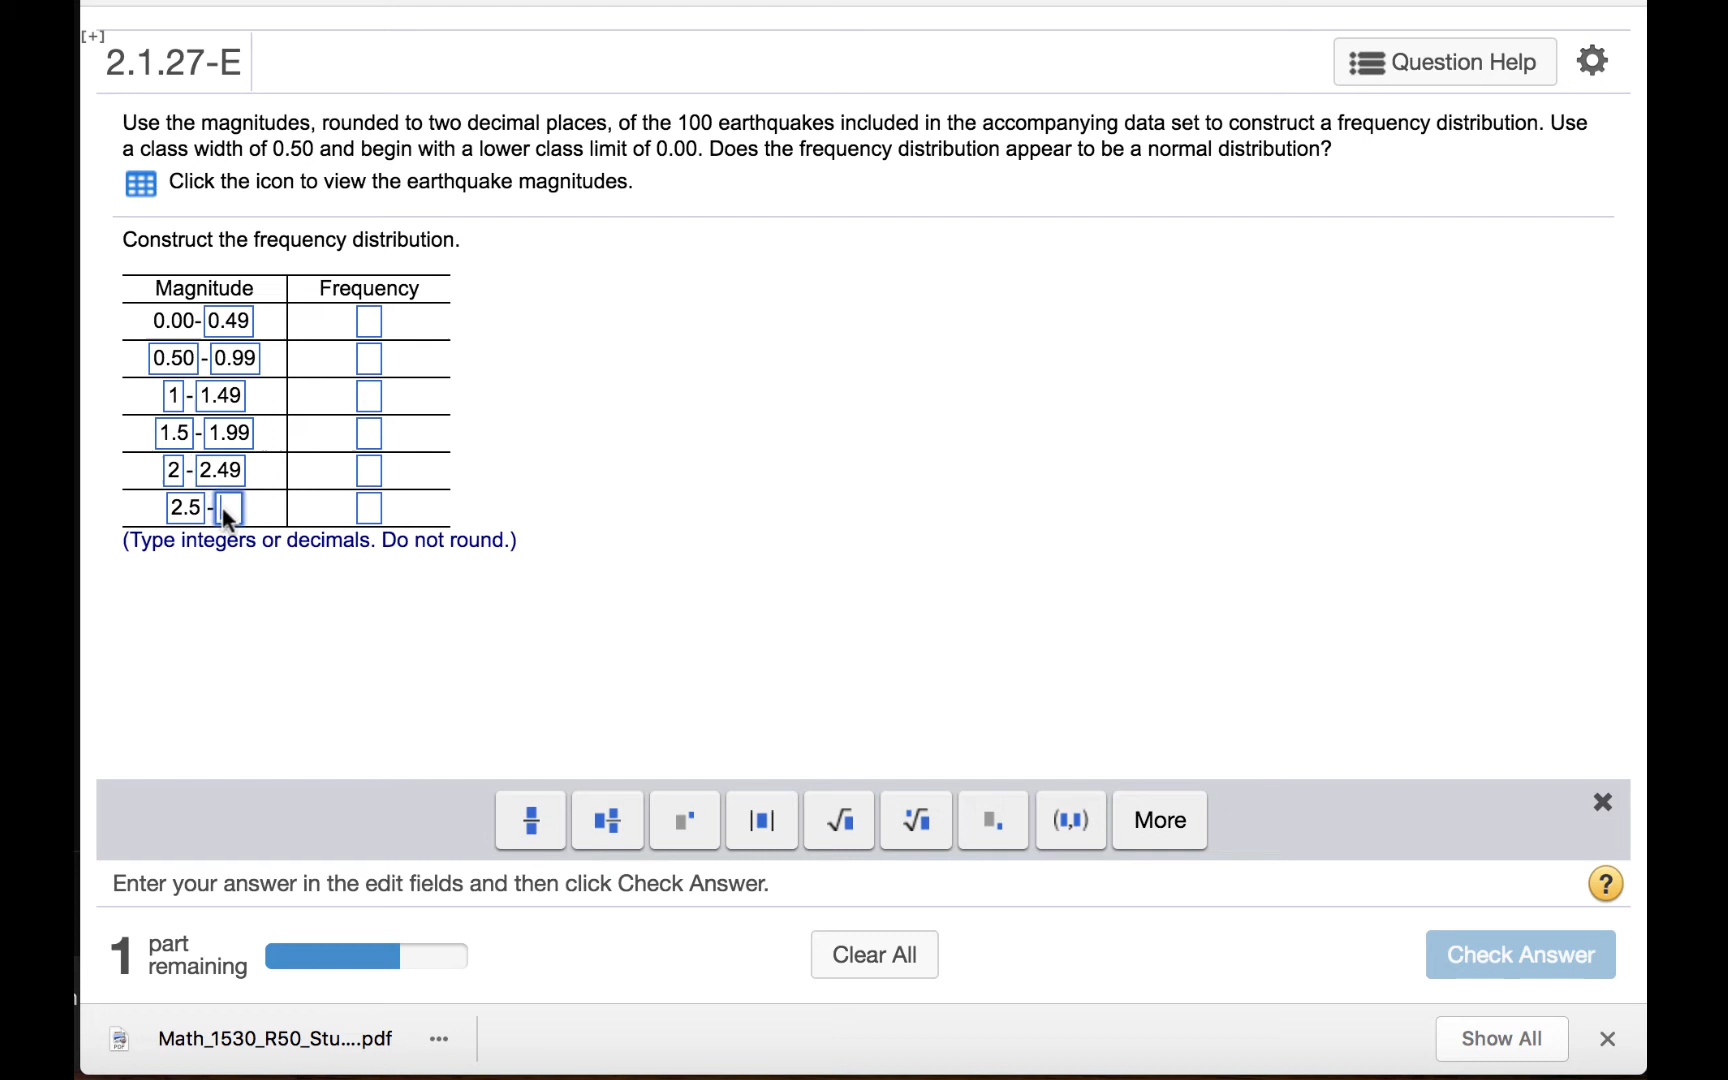 [+]
2.1.27-E
Question Help
Use the magnitudes, rounded to two decimal places, of the 100 earthquakes included in the accompanying data set to construct a frequency distribution. Use
a class width of 0.50 and begin with a lower class limit of 0.00. Does the frequency distribution appear to be a normal distribution?
Click the icon to view the earthquake magnitudes.
Construct the frequency distribution.
Magnitude Frequency
0.00-0.49
0.50-0.99
1-1.49
1.5-1.99
2-2.49
2.5-
(Type integers or decimals. Do not round.)
More
Enter your answer in the edit fields and then click Check Answer.
?
1 part
remaining
Clear All
Check Answer
Math_1530_R50_Stu....pdf
Show All